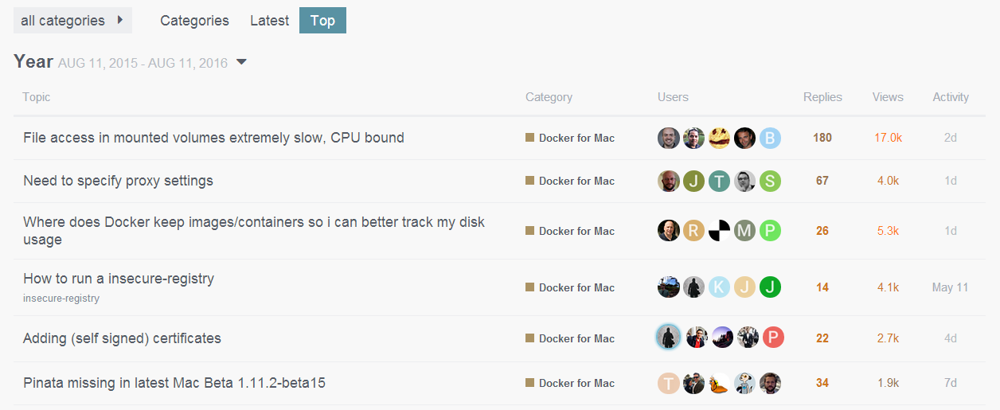 all categories Categories Latest Top
Year AUG 11, 2015 - AUG 11, 2016
Topic Category Users Replies Views Activity
File access in mounted volumes extremely slow, CPU bound Docker for Mac B 180 17.0k 2d
Need to specify proxy settings Docker for Mac J T S 67 4.0k 1d
Where does Docker keep images/containers so i can better track my disk
usage Docker for Mac R M P 26 5.3k 1d
How to run a insecure-registry Docker for Mac K J J 14 4.1k May 11
insecure-registry
Adding (self signed) certificates Docker for Mac P 22 2.7k 4d
Pinata missing in latest Mac Beta 1.11.2-beta15 Docker for Mac T 34 1.9k 7d